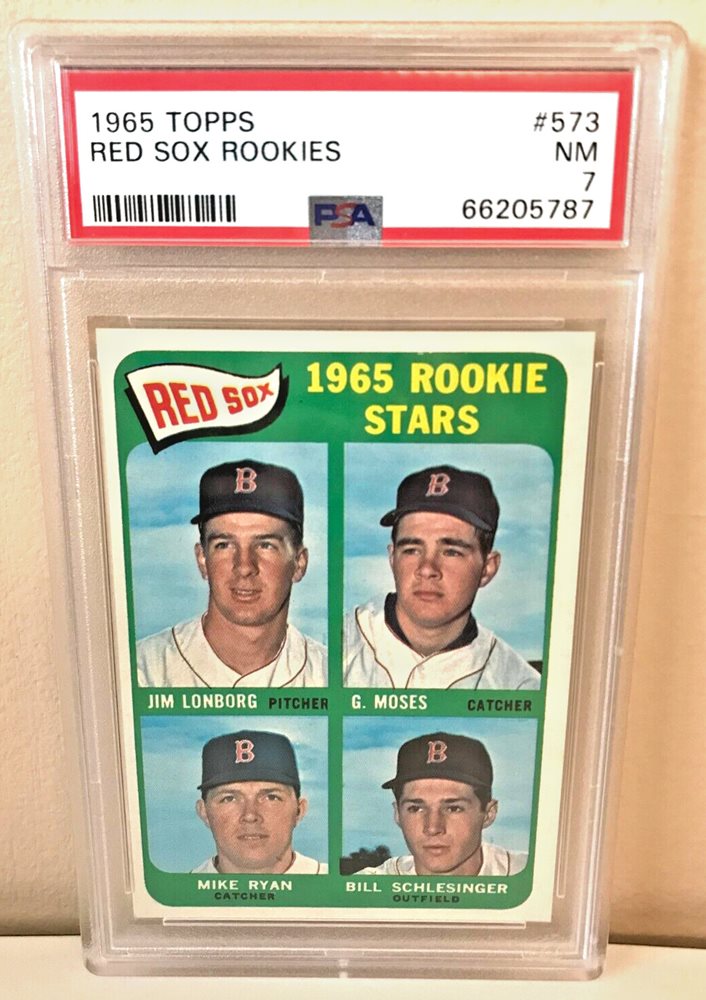 1965 TOPPS #573
RED SOX ROOKIES NM
7
PSA 66205787
RED SOX
1965 ROOKIE
STARS
B
B
JIM LONBORG PITCHER
G. MOSES CATCHER
B
B
MIKE RYAN
CATCHER
BILL SCHLESINGER
OUTFIELD